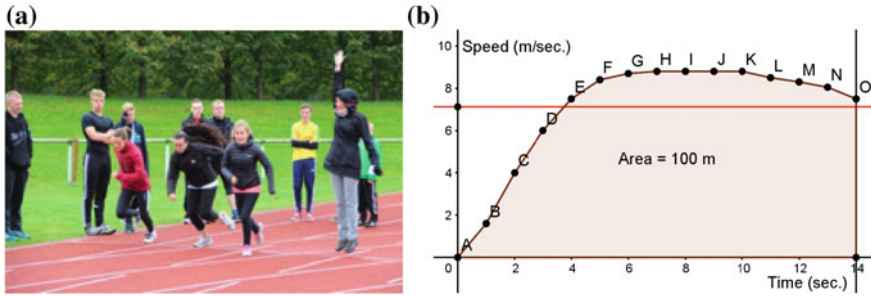 (a)
(b)
Speed (m/sec.)
10
8
6
4
2
0
2
4
6
8
10
12
14
A
B
C
D
E
F
G
H
I
J
K
L
M
N
O
Area = 100 m
Time (sec.)